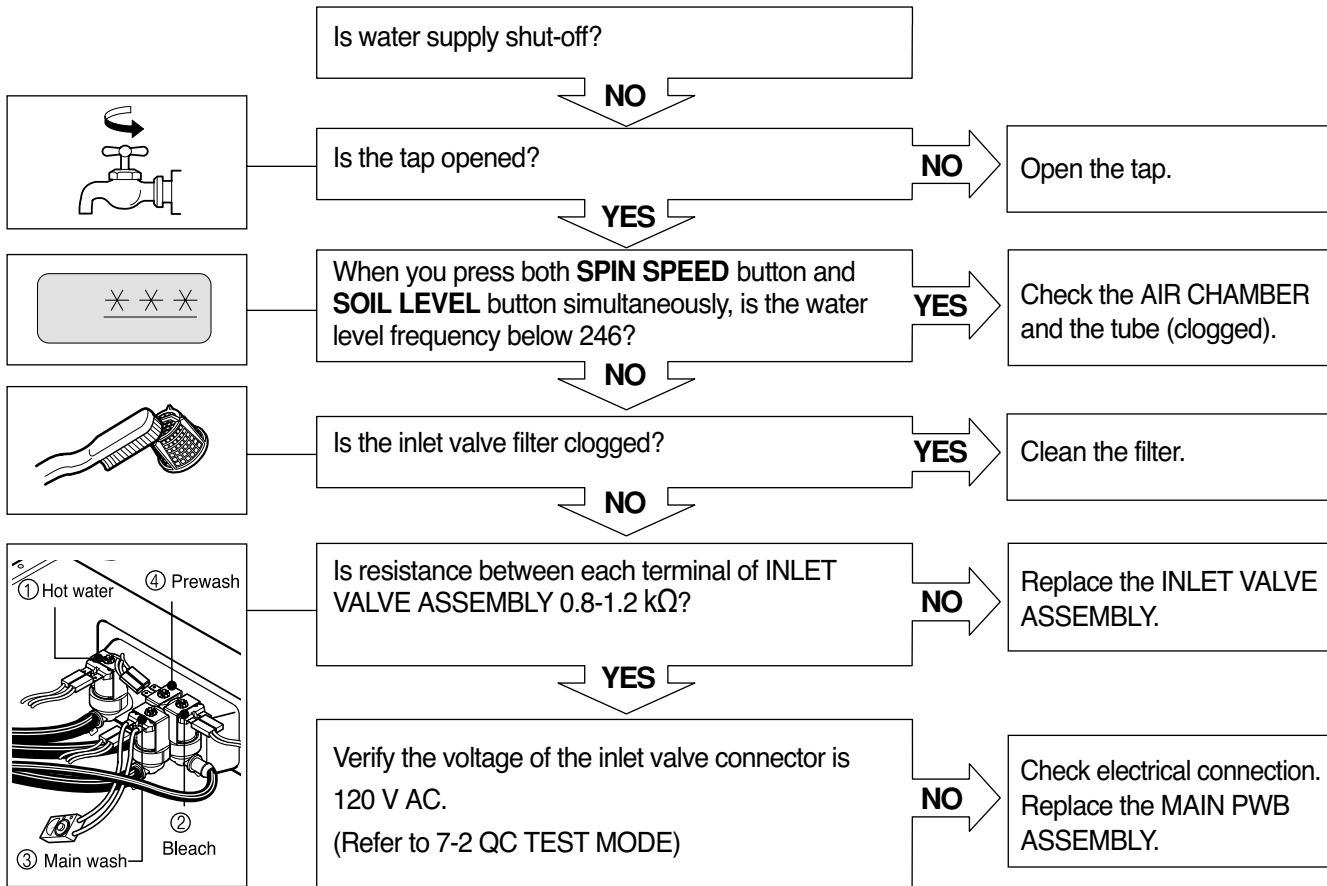 Is water supply shut-off?
NO
Is the tap opened?
NO
Open the tap.
YES
When you press both SPIN SPEED button and
SOIL LEVEL button simultaneously, is the water
level frequency below 246?
YES
Check the AIR CHAMBER
and the tube (clogged).
NO
Is the inlet valve filter clogged?
YES
Clean the filter.
NO
① Hot water
④ Prewash
② Bleach
③ Main wash
Is resistance between each terminal of INLET
VALVE ASSEMBLY 0.8-1.2 kΩ?
NO
Replace the INLET VALVE
ASSEMBLY.
YES
Verify the voltage of the inlet valve connector is
120 V AC.
(Refer to 7-2 QC TEST MODE)
NO
Check electrical connection.
Replace the MAIN PWB
ASSEMBLY.